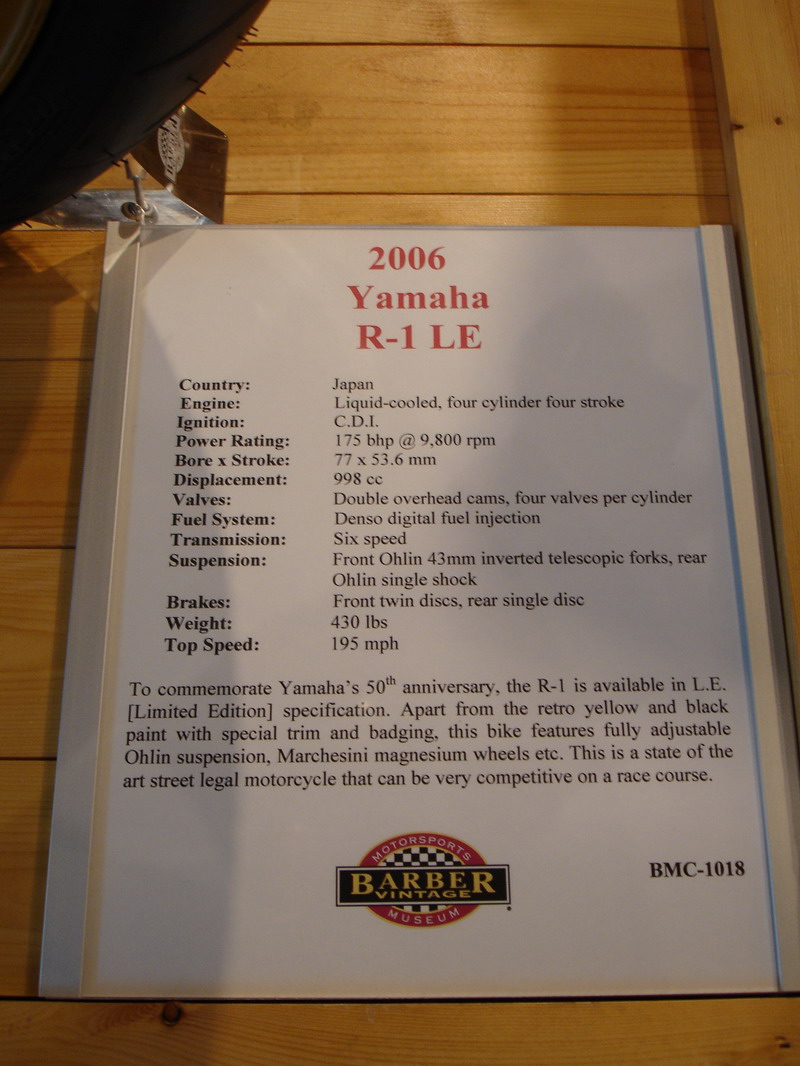 2006
Yamaha
R-1 LE
Country: Japan
Engine: Liquid-cooled, four cylinder four stroke
Ignition: C.D.I.
Power Rating: 175 bhp @ 9,800 rpm
Bore x Stroke: 77 x 53.6 mm
Displacement: 998 cc
Valves: Double overhead cams, four valves per cylinder
Fuel System: Denso digital fuel injection
Transmission: Six speed
Suspension: Front Ohlin 43mm inverted telescopic forks, rear
Ohlin single shock
Brakes: Front twin discs, rear single disc
Weight: 430 lbs
Top Speed: 195 mph
To commemorate Yamaha's 50th anniversary, the R-1 is available in L.E.
[Limited Edition] specification. Apart from the retro yellow and black
paint with special trim and badging, this bike features fully adjustable
Ohlin suspension, Marchesini magnesium wheels etc. This is a state of the
art street legal motorcycle that can be very competitive on a race course.
MOTORSPORTS
BARBER
VINTAGE
MUSEUM
BMC-1018